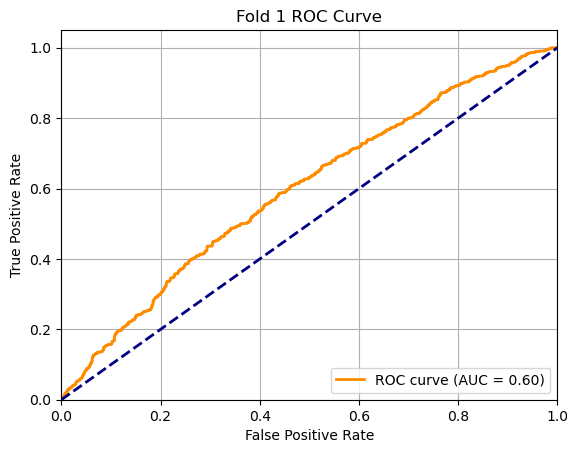 Fold 1 ROC Curve
True Positive Rate
1.0
0.8
0.6
0.4
0.2
0.0
ROC curve (AUC = 0.60)
0.0 0.2 0.4 0.6 0.8 1.0
False Positive Rate